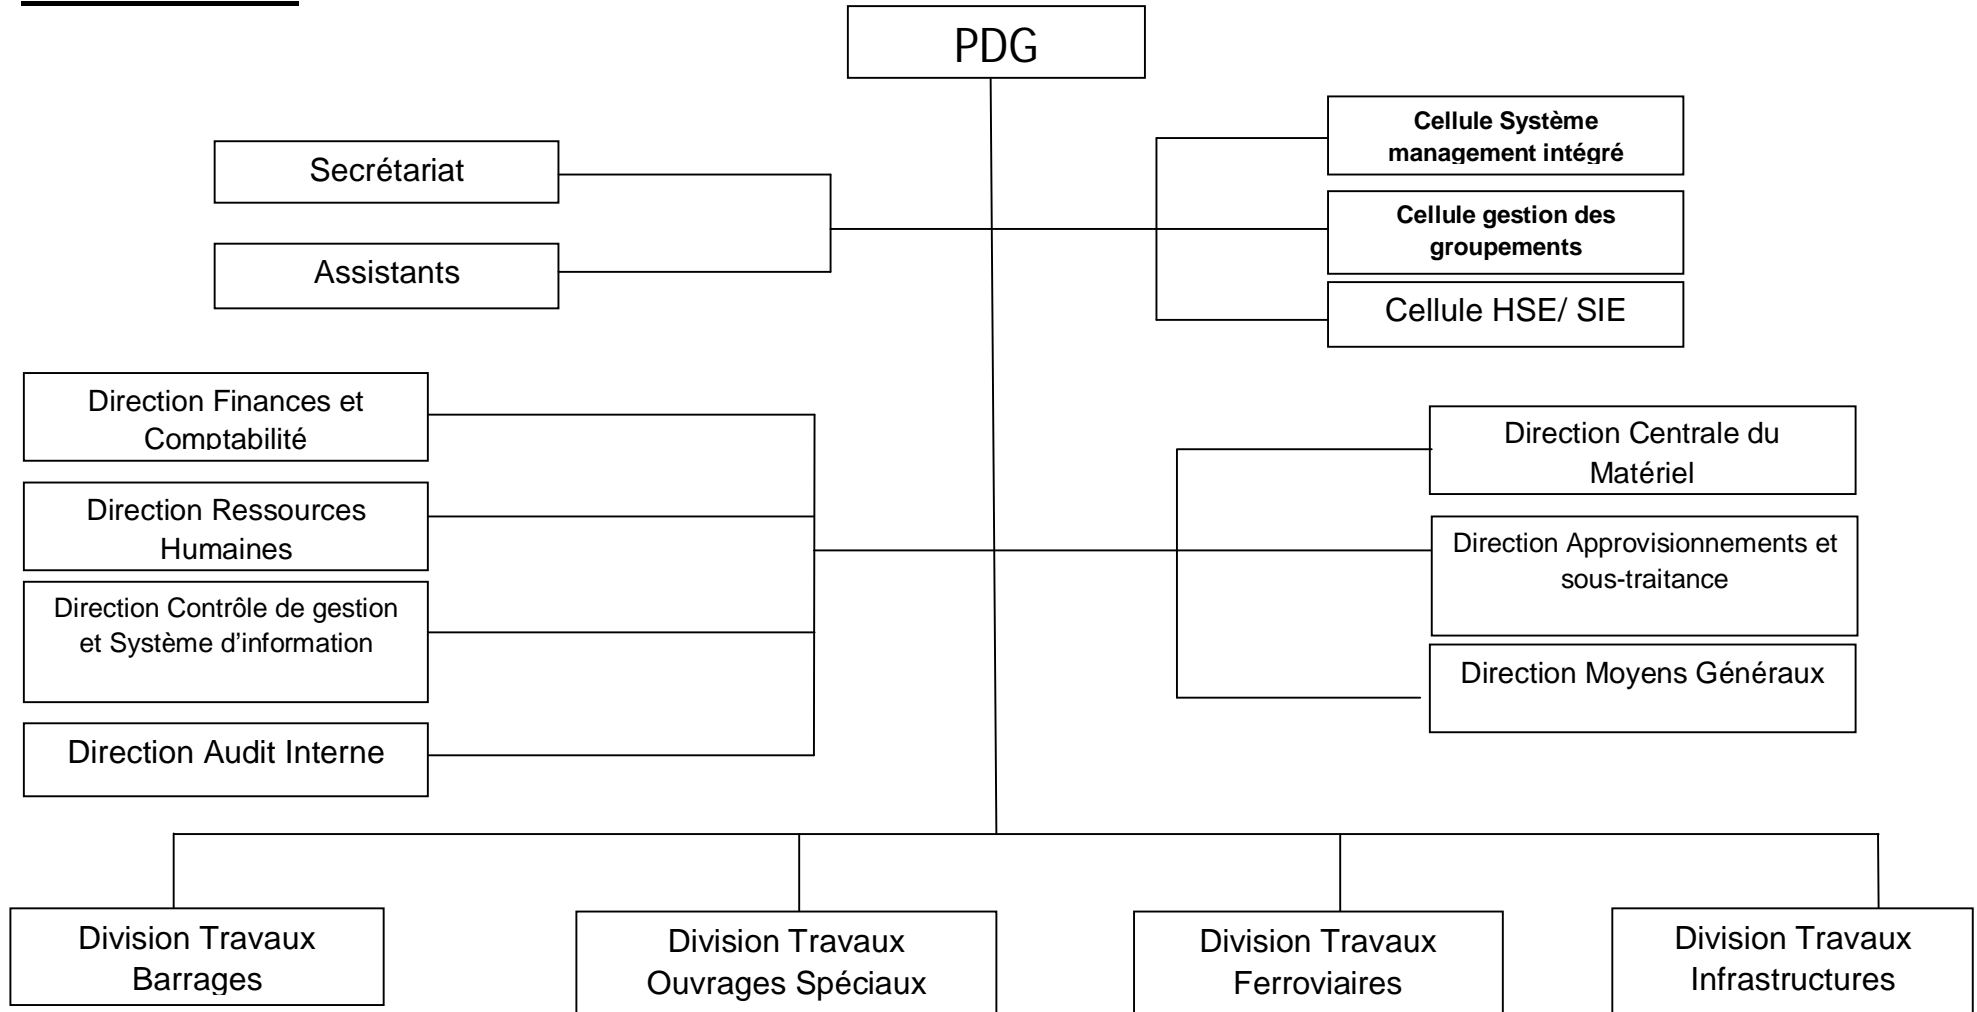 PDG
Secrétariat
Assistants
Cellule Système
management intégré
Cellule gestion des
groupements
Cellule HSE/ SIE
Direction Finances et
Comptabilité
Direction Ressources
Humaines
Direction Contrôle de gestion
et Système d’information
Direction Audit Interne
Direction Centrale du
Matériel
Direction Approvisionnements et
sous-traitance
Direction Moyens Généraux
Division Travaux
Barrages
Division Travaux
Ouvrages Spéciaux
Division Travaux
Ferroviaires
Division Travaux
Infrastructures